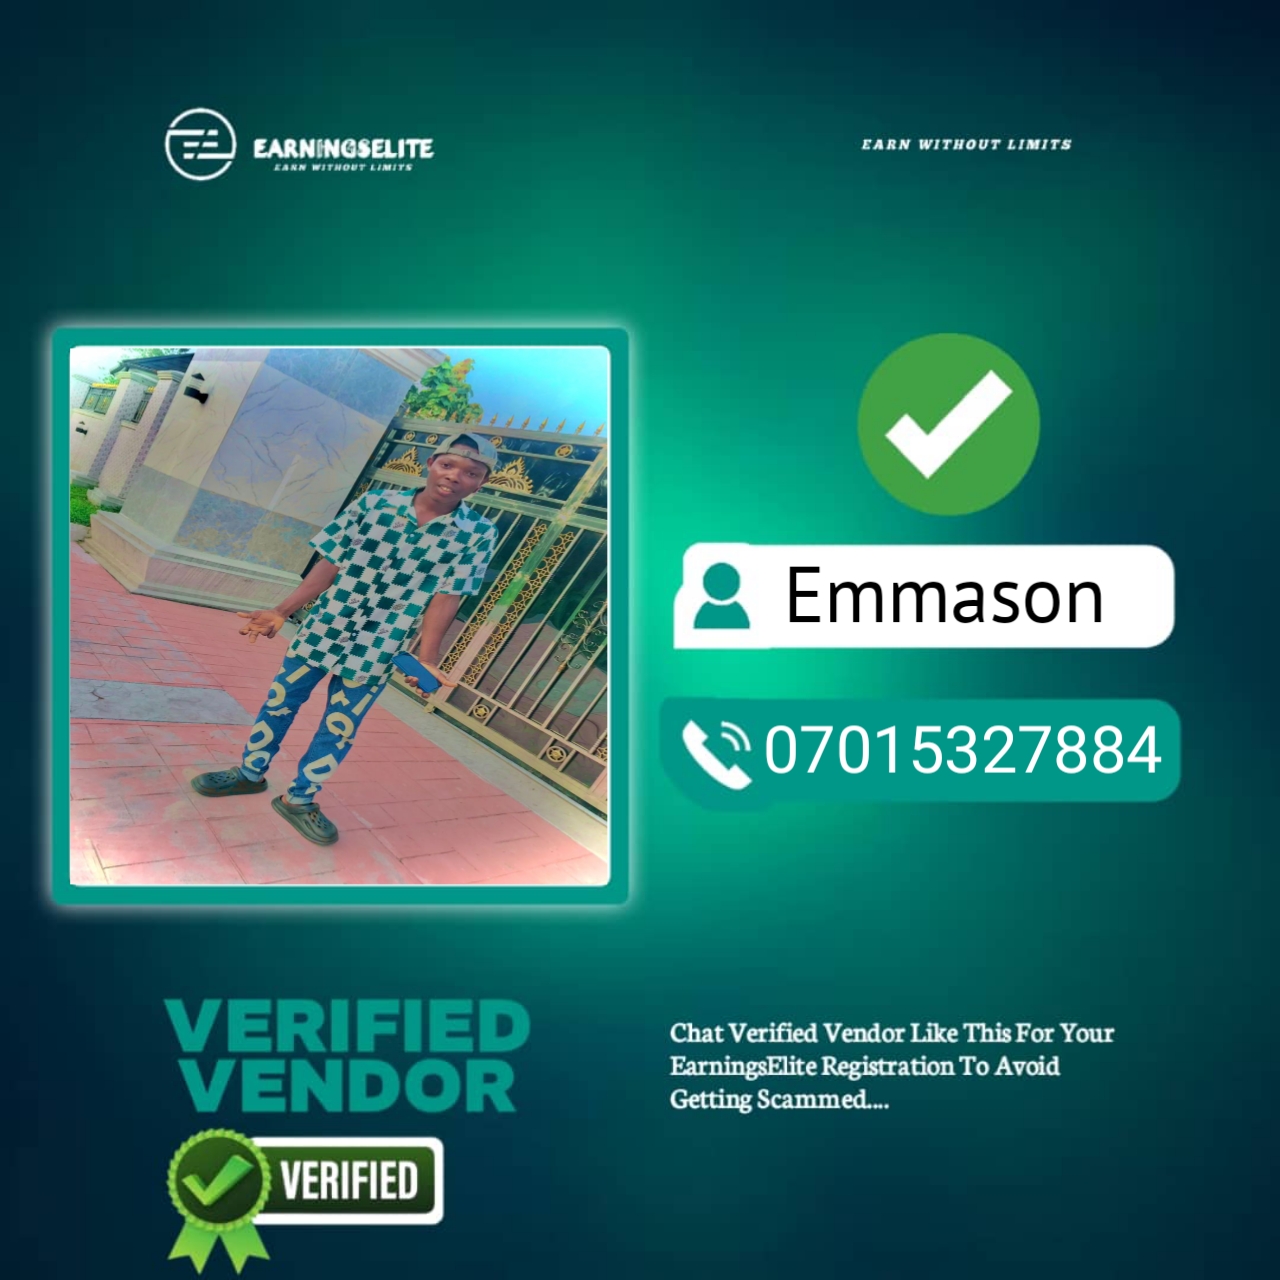 EARNINGSELITE
EARN WITHOUT LIMITS
EARN WITHOUT LIMITS
Emmason
07015327884
VERIFIED
VENDOR
VERIFIED
Chat Verified Vendor Like This For Your
EarningsElite Registration To Avoid
Getting Scammed....